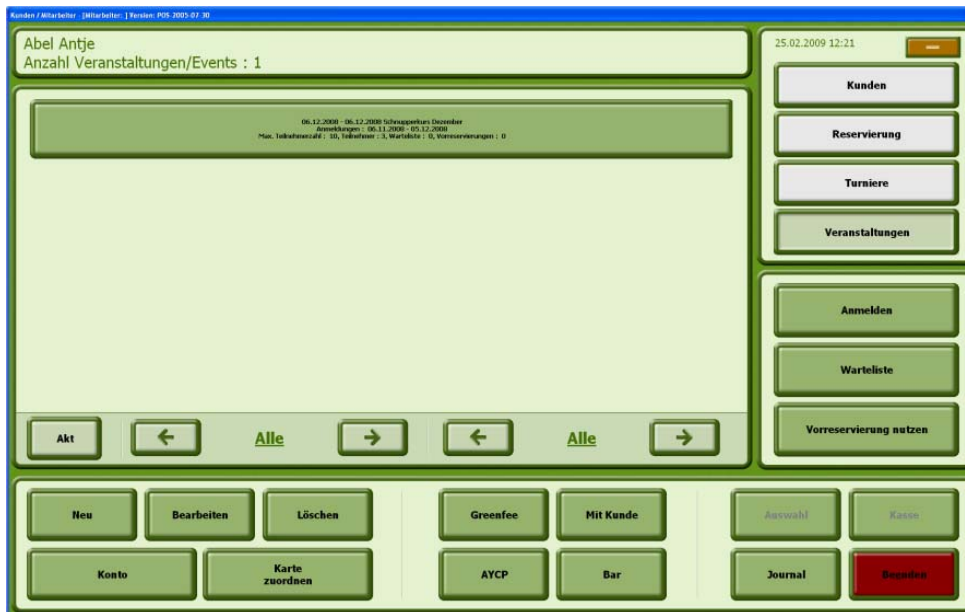 Kunden / Mitarbeiter - [Mitarbeiter: ] Version: POS-2005-07-30
Abel Antje
Anzahl Veranstaltungen/Events : 1
25.02.2009 12:21
Kunden
Reservierung
Turniere
Veranstaltungen
06.12.2008 - 06.12.2008 Schnupperkurs Dezember
Anmeldungen : 06.11.2008 - 05.12.2008
Max. Teilnehmerzahl : 10, Teilnehmer : 3, Warteliste : 0, Vorreservierungen : 0
Anmelden
Warteliste
Vorreservierung nutzen
Akt
Alle
Alle
Neu
Bearbeiten
Löschen
Greenfee
Mit Kunde
Auswahl
Kasse
Konto
Karte
zuordnen
AYCP
Bar
Journal
Beenden